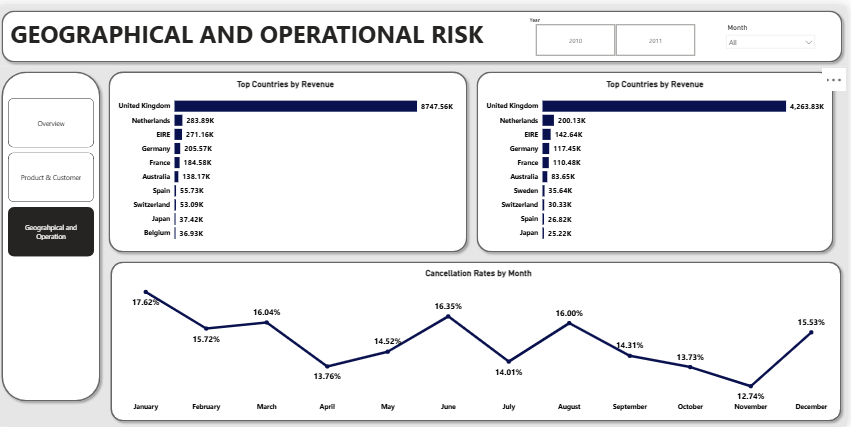 GEOGRAPHICAL AND OPERATIONAL RISK
Year
2010
2011
Month
All
Overview
Product & Customer
Geograhpical and
Operation
Top Countries by Revenue
United Kingdom 8747.56K
Netherlands 283.89K
EIRE 271.16K
Germany 205.57K
France 184.58K
Australia 138.17K
Spain 55.73K
Switzerland 53.09K
Japan 37.42K
Belgium 36.93K
Top Countries by Revenue
United Kingdom 4,263.83K
Netherlands 200.13K
EIRE 142.64K
Germany 117.45K
France 110.48K
Australia 83.65K
Sweden 35.64K
Switzerland 30.33K
Spain 26.82K
Japan 25.22K
Cancellation Rates by Month
17.62% 15.72% 16.04% 13.76% 14.52% 16.35% 14.01% 16.00% 14.31% 13.73% 12.74% 15.53%
January February March April May June July August September October November December